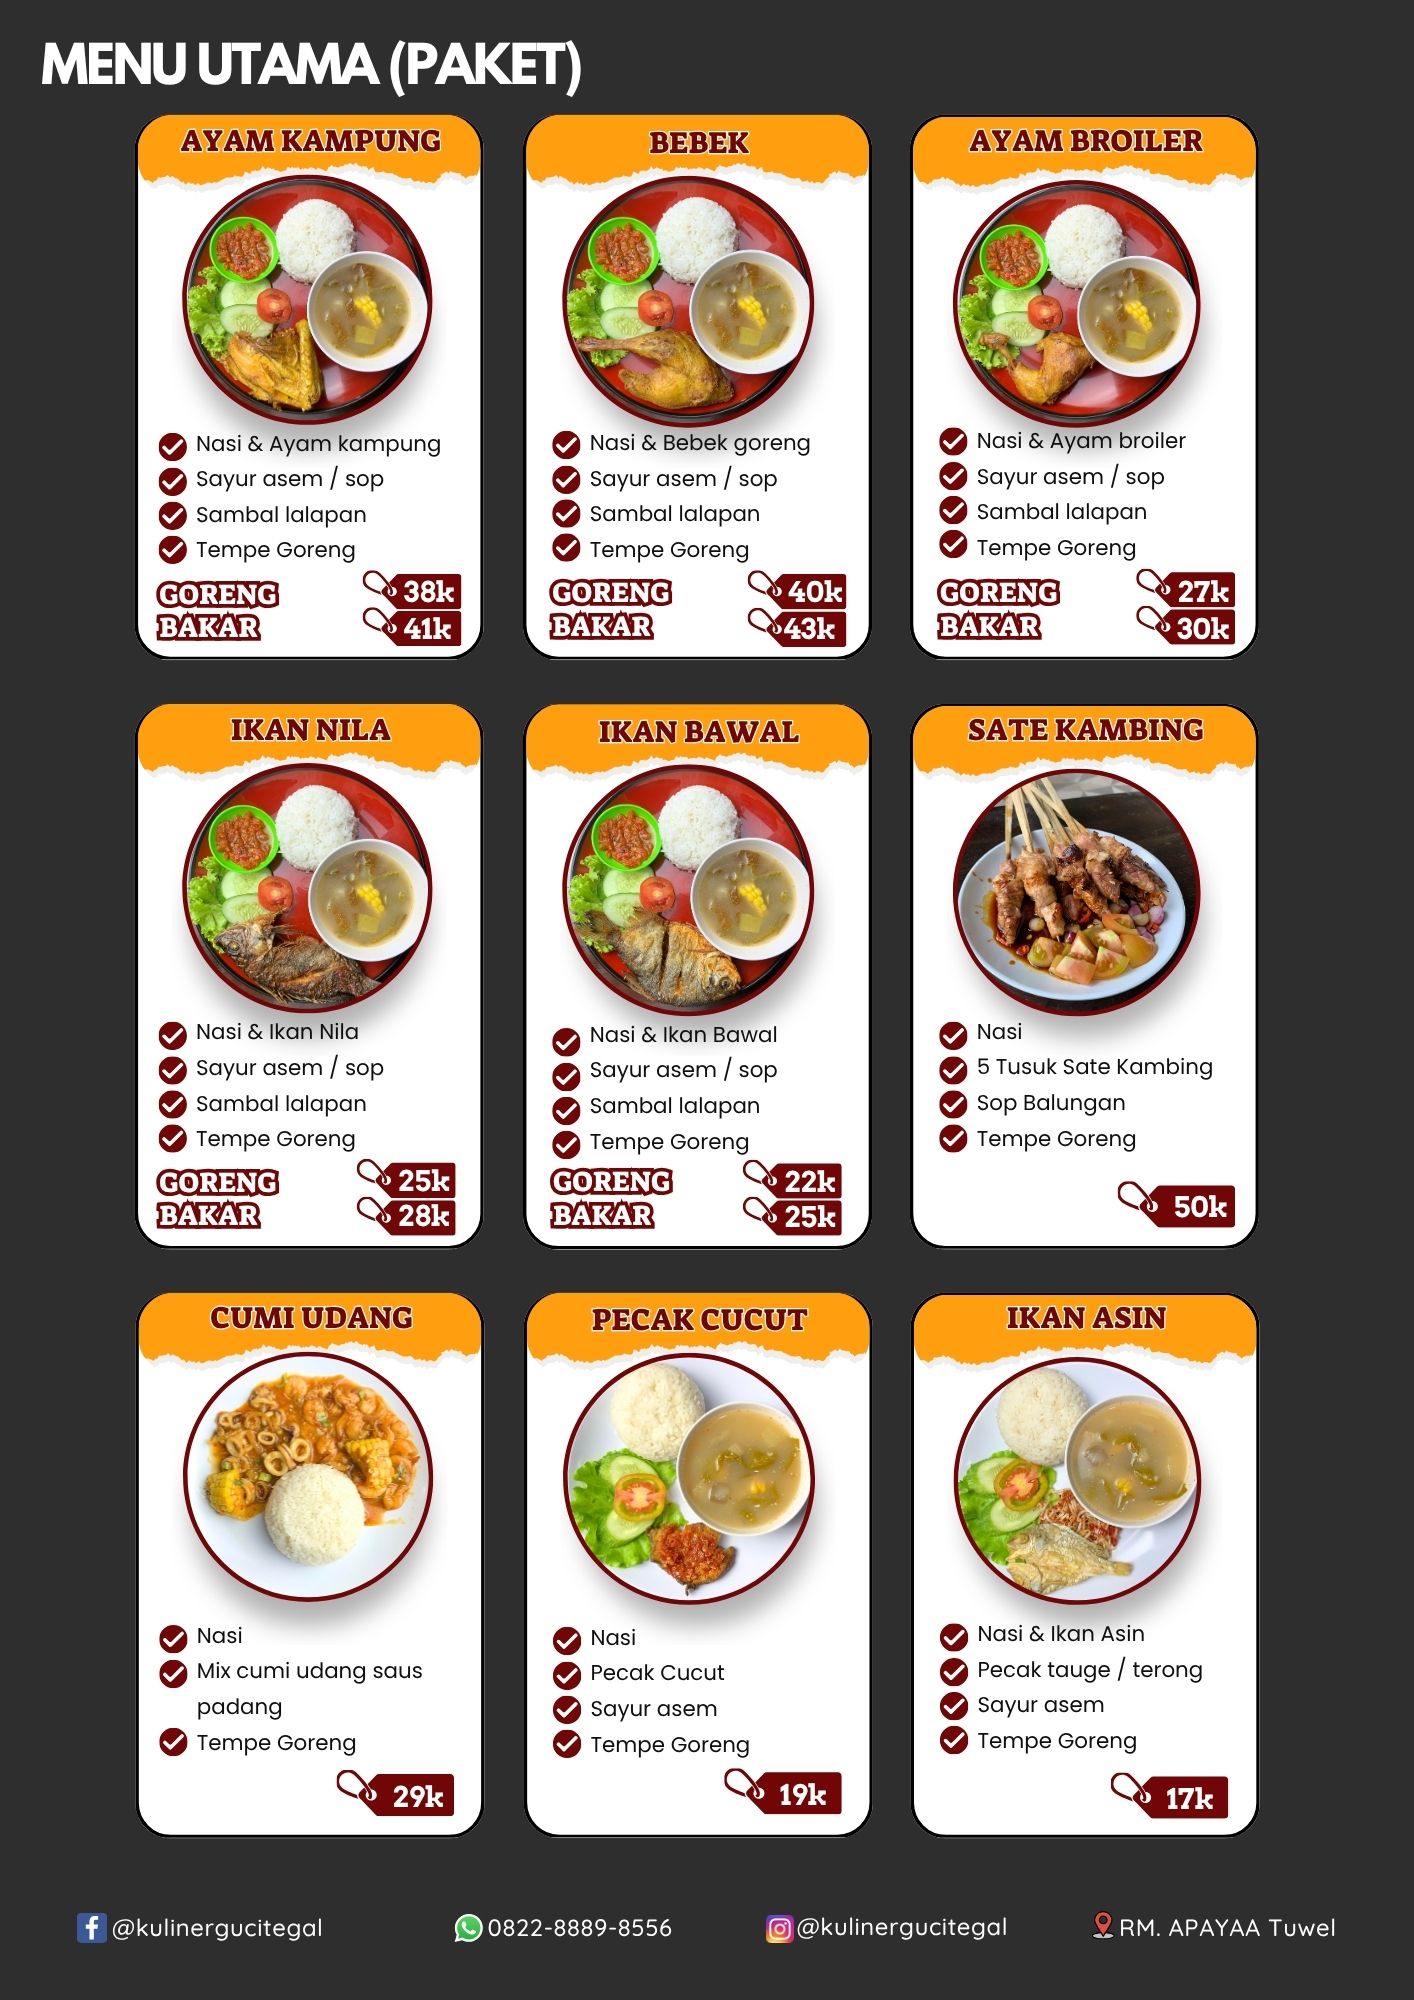 MENU UTAMA (PAKET)
AYAM KAMPUNG
Nasi & Ayam kampung
Sayur asem / sop
Sambal lalapan
Tempe Goreng
GORENG 38k
BAKAR 41k
BEBEK
Nasi & Bebek goreng
Sayur asem / sop
Sambal lalapan
Tempe Goreng
GORENG 40k
BAKAR 43k
AYAM BROILER
Nasi & Ayam broiler
Sayur asem / sop
Sambal lalapan
Tempe Goreng
GORENG 27k
BAKAR 30k
IKAN NILA
Nasi & Ikan Nila
Sayur asem / sop
Sambal lalapan
Tempe Goreng
GORENG 25k
BAKAR 28k
IKAN BAWAL
Nasi & Ikan Bawal
Sayur asem / sop
Sambal lalapan
Tempe Goreng
GORENG 22k
BAKAR 25k
SATE KAMBING
Nasi
5 Tusuk Sate Kambing
Sop Balungan
Tempe Goreng
50k
CUMI UDANG
Nasi
Mix cumi udang saus
padang
Tempe Goreng
29k
PECAK CUCUT
Nasi
Pecak Cucut
Sayur asem
Tempe Goreng
19k
IKAN ASIN
Nasi & Ikan Asin
Pecak tauge / terong
Sayur asem
Tempe Goreng
17k
@kulinergucitegal 0822-8889-8556 @kulinergucitegal RM. APAYAA Tuwel